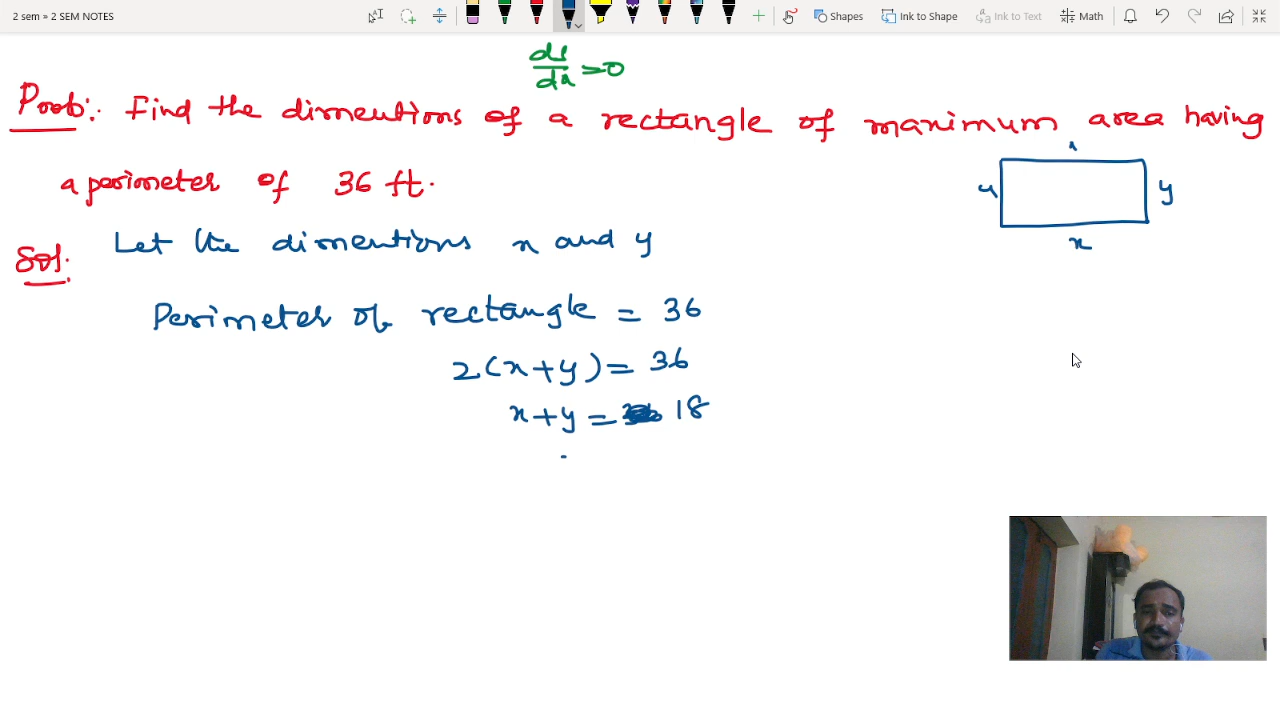 2 sem » 2 SEM NOTES
Shapes Ink to Shape Ink to Text Math
ds/dx = 0
Prob:- Find the dimentions of a rectangle of maximum area having
a perimeter of 36 ft.
x
y y
x
Sol: Let the dimentions x and y
Perimeter of rectangle = 36
2(x+y) = 36
x+y = 18